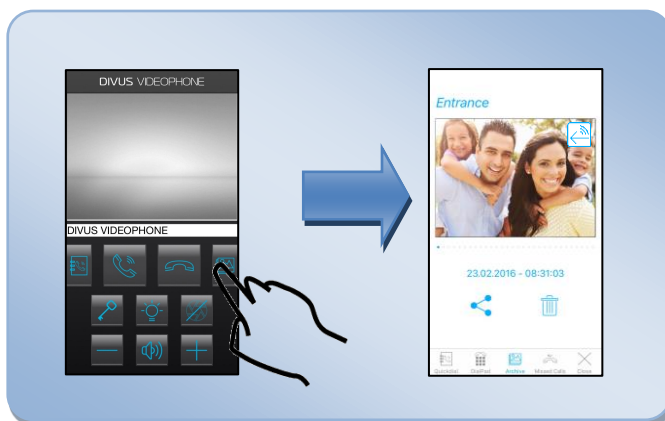 DIVUS VIDEOPHONE
DIVUS VIDEOPHONE
Entrance
23.02.2016 - 08:31:03
Quickdial DialPad Archive Missed Calls Close